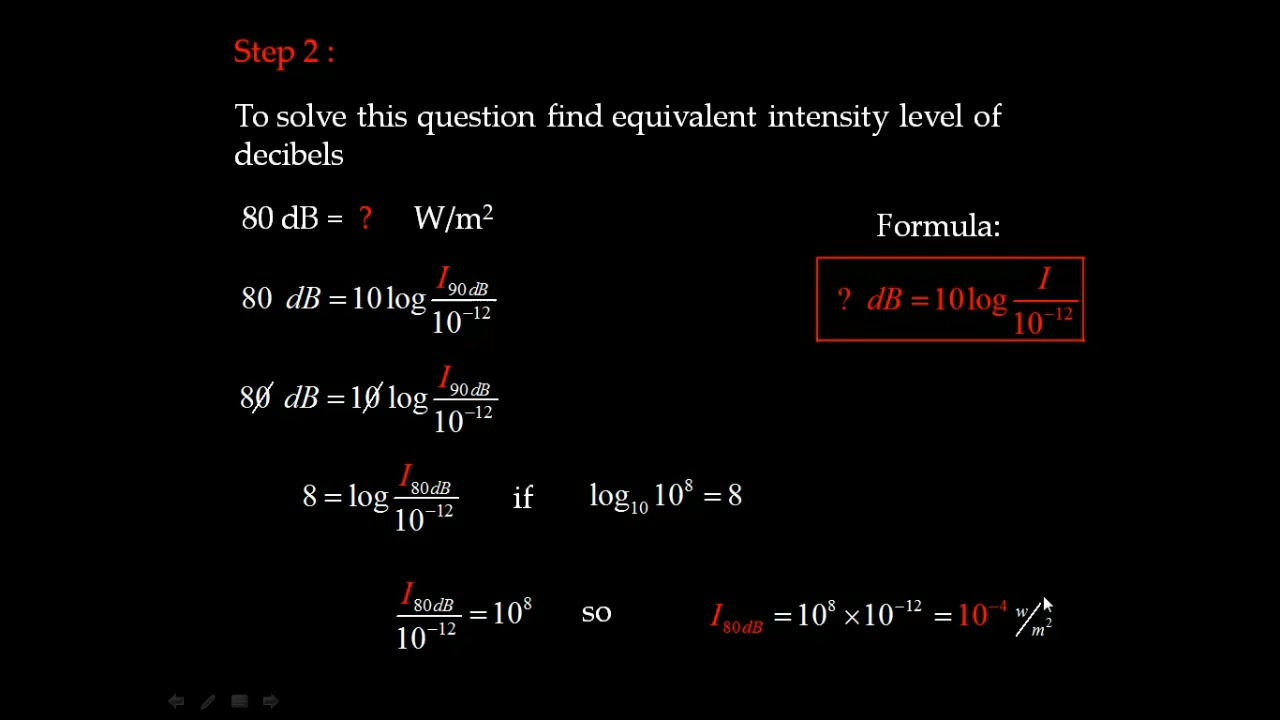 Step 2 :
To solve this question find equivalent intensity level of
decibels
80 dB = ? W/m²
Formula:
80 dB = 10 log I₉₀dB / 10⁻¹²
? dB = 10 log I / 10⁻¹²
80 dB = 10 log I₉₀dB / 10⁻¹²
8 = log I₈₀dB / 10⁻¹² if log₁₀ 10⁸ = 8
I₈₀dB / 10⁻¹² = 10⁸ so I₈₀dB = 10⁸ × 10⁻¹² = 10⁻⁴ w/m²